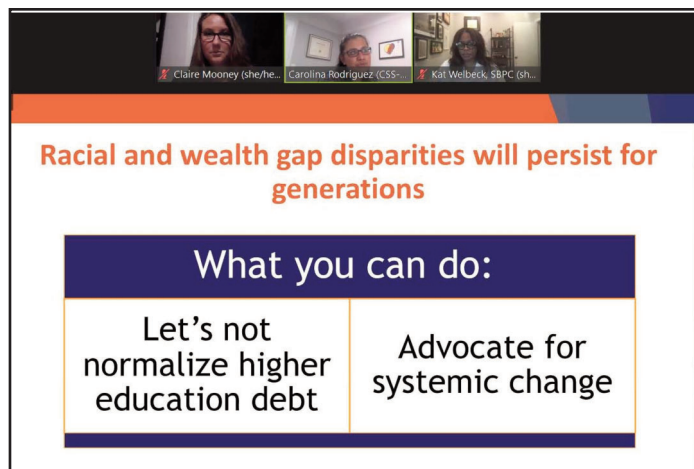 Claire Mooney (she/he...
Carolina Rodriguez (CSS-...
Kat Welbeck, SBPC (sh...
Racial and wealth gap disparities will persist for
generations
What you can do:
Let's not
normalize higher
education debt
Advocate for
systemic change